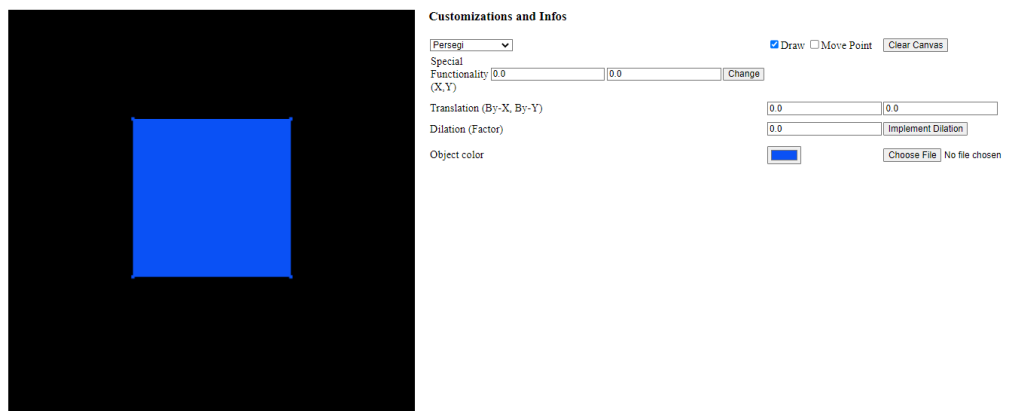 Customizations and Infos
Persegi
Draw Move Point Clear Canvas
Special
Functionality 0.0 0.0 Change
(X,Y)
Translation (By-X, By-Y) 0.0 0.0
Dilation (Factor) 0.0 Implement Dilation
Object color Choose File No file chosen